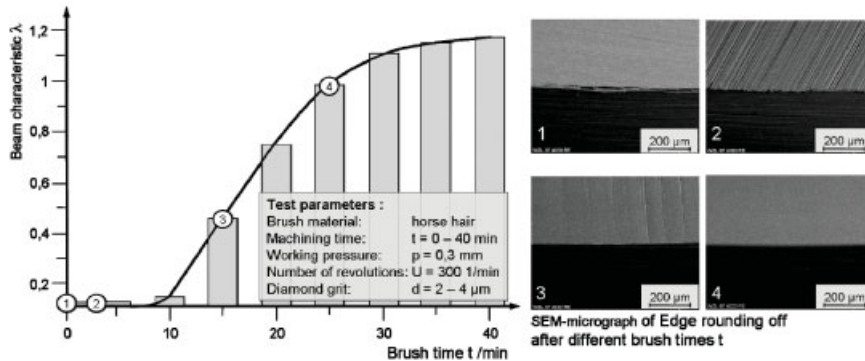 Beam characteristic λ
1,2
1
0,8
0,6
0,4
0,2
1
2
3
4
Test parameters :
Brush material: horse hair
Machining time: t = 0 – 40 min
Working pressure: p = 0,3 mm
Number of revolutions: U = 300 1/min
Diamond grit: d = 2 – 4 µm
0
10
20
30
40
Brush time t /min
1
200 µm
2
200 µm
3
200 µm
4
200 µm
SEM-micrograph of Edge rounding off
after different brush times t